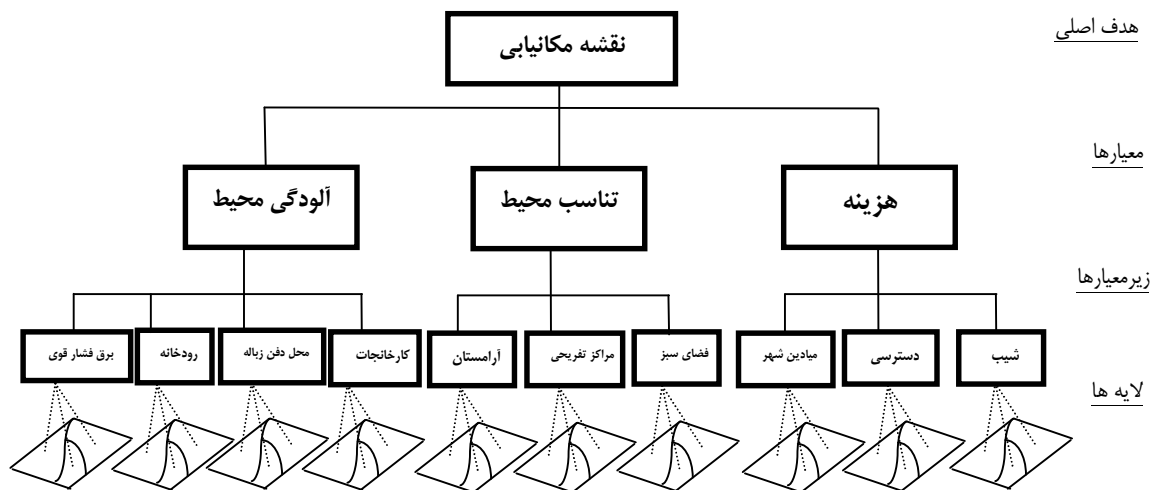 هدف اصلی
نقشه مکانیابی
معیارها
هزینه
تناسب محیط
آلودگی محیط
زیرمعیارها
شیب
دسترسی
میادین شهر
فضای سبز
مراکز تفریحی
آرامستان
کارخانجات
محل دفن زباله
رودخانه
برق فشار قوی
لایه ها